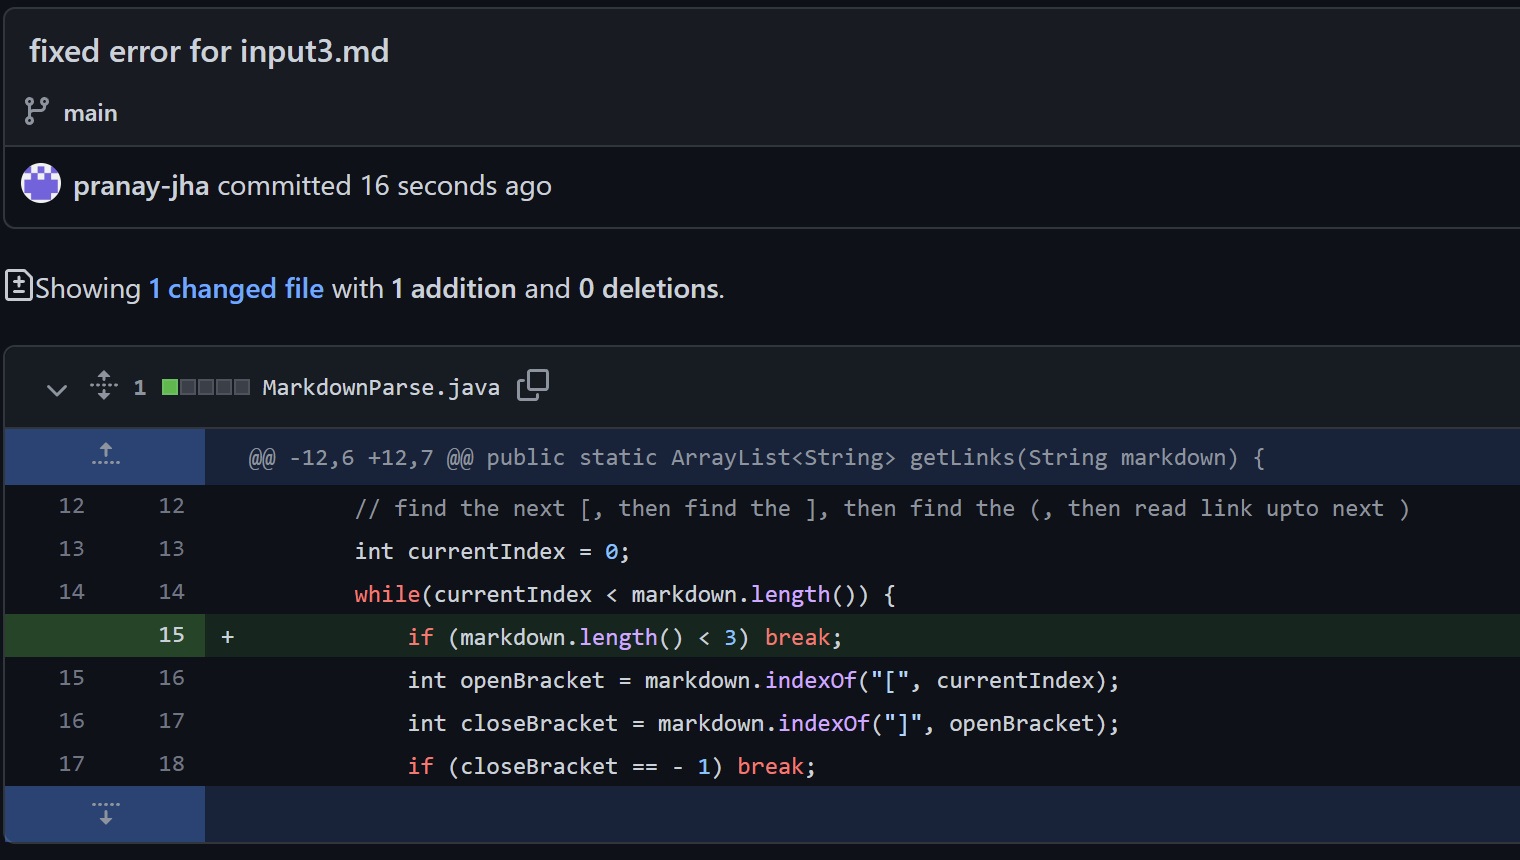 fixed error for input3.md
main
pranay-jha committed 16 seconds ago
Showing 1 changed file with 1 addition and 0 deletions.
1 MarkdownParse.java
@@ -12,6 +12,7 @@ public static ArrayList<String> getLinks(String markdown) {
12 12 // find the next [, then find the ], then find the (, then read link upto next )
13 13 int currentIndex = 0;
14 14 while(currentIndex < markdown.length()) {
15 + if (markdown.length() < 3) break;
15 16 int openBracket = markdown.indexOf("[", currentIndex);
16 17 int closeBracket = markdown.indexOf("]", openBracket);
17 18 if (closeBracket == - 1) break;